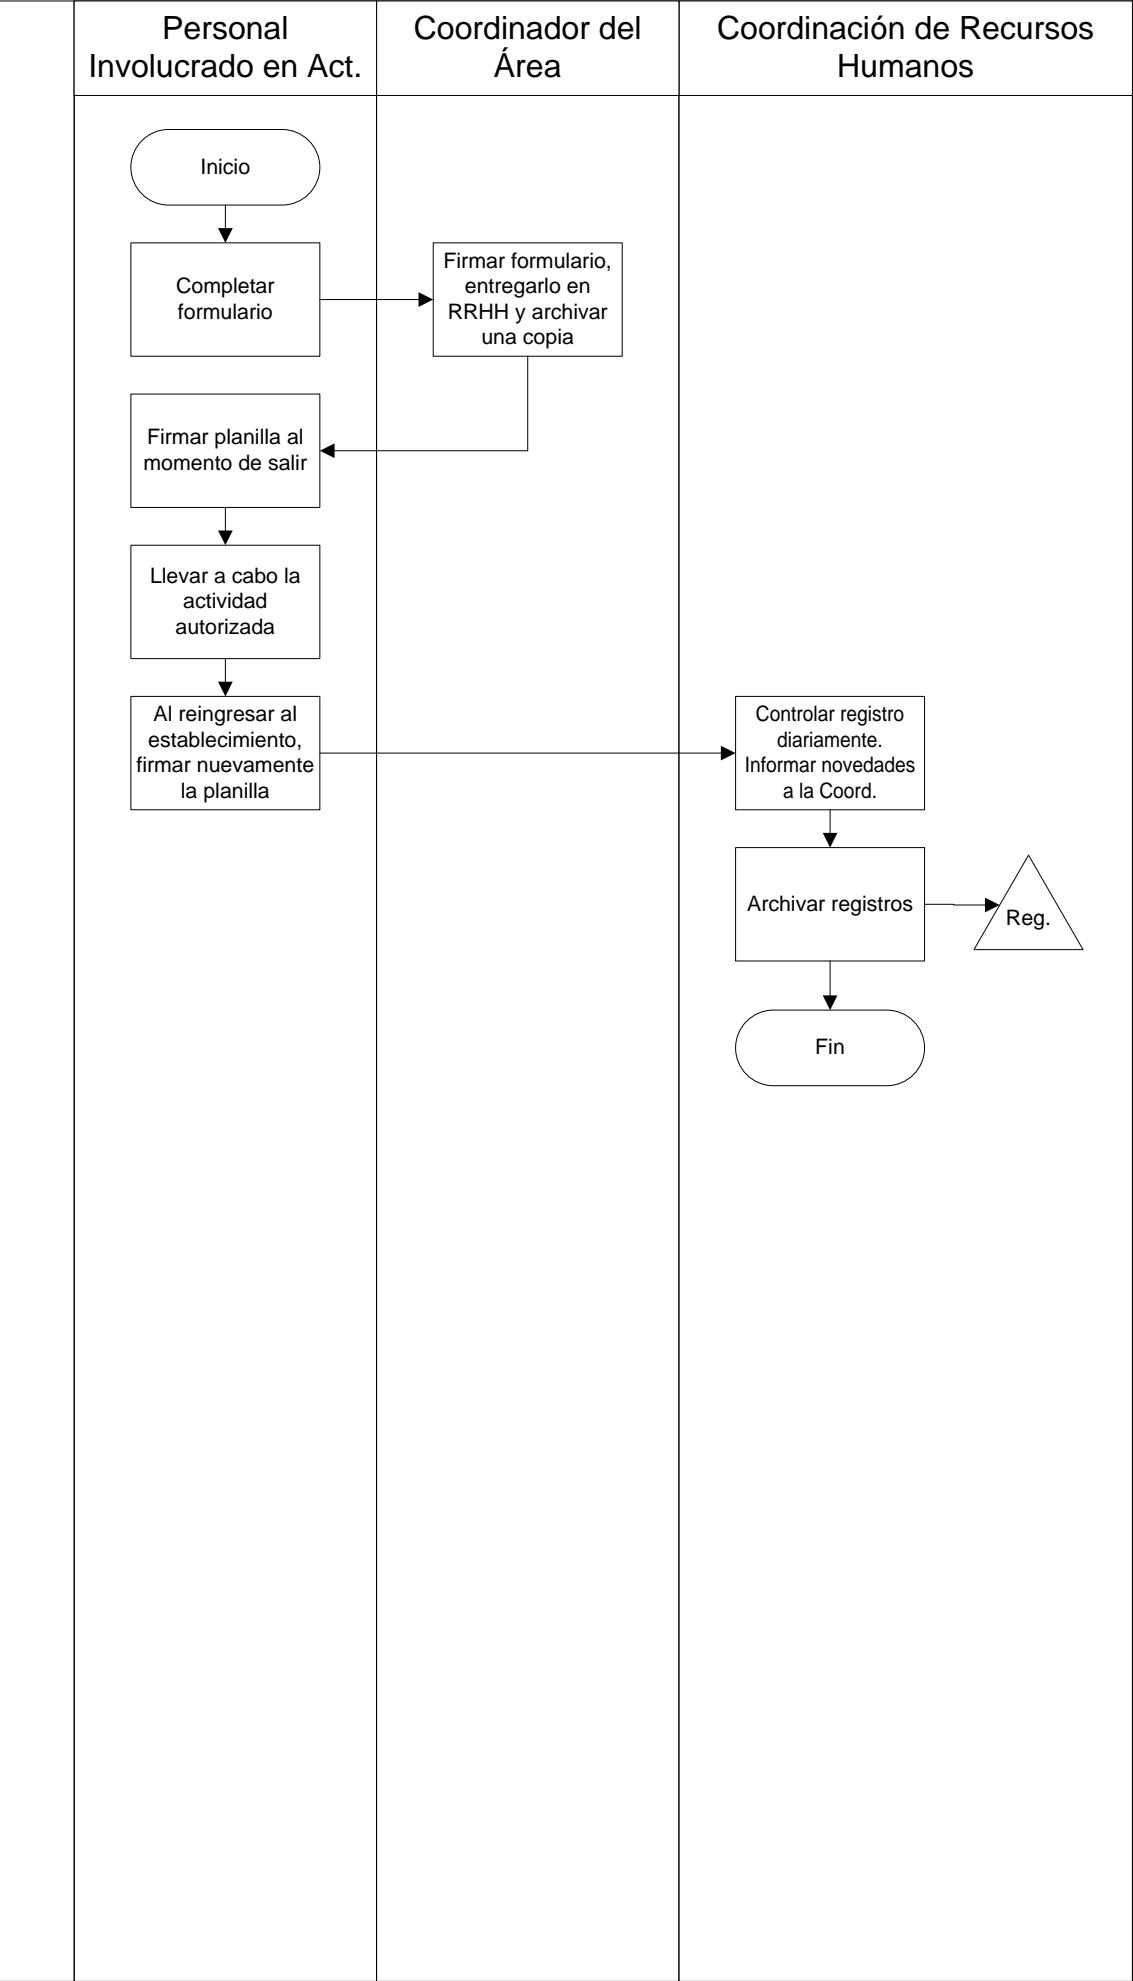 Personal
Involucrado en Act.
Coordinador del
Área
Coordinación de Recursos
Humanos
Inicio
Completar
formulario
Firmar formulario,
entregarlo en
RRHH y archivar
una copia
Firmar planilla al
momento de salir
Llevar a cabo la
actividad
autorizada
Al reingresar al
establecimiento,
firmar nuevamente
la planilla
Controlar registro
diariamente.
Informar novedades
a la Coord.
Archivar registros
Reg.
Fin